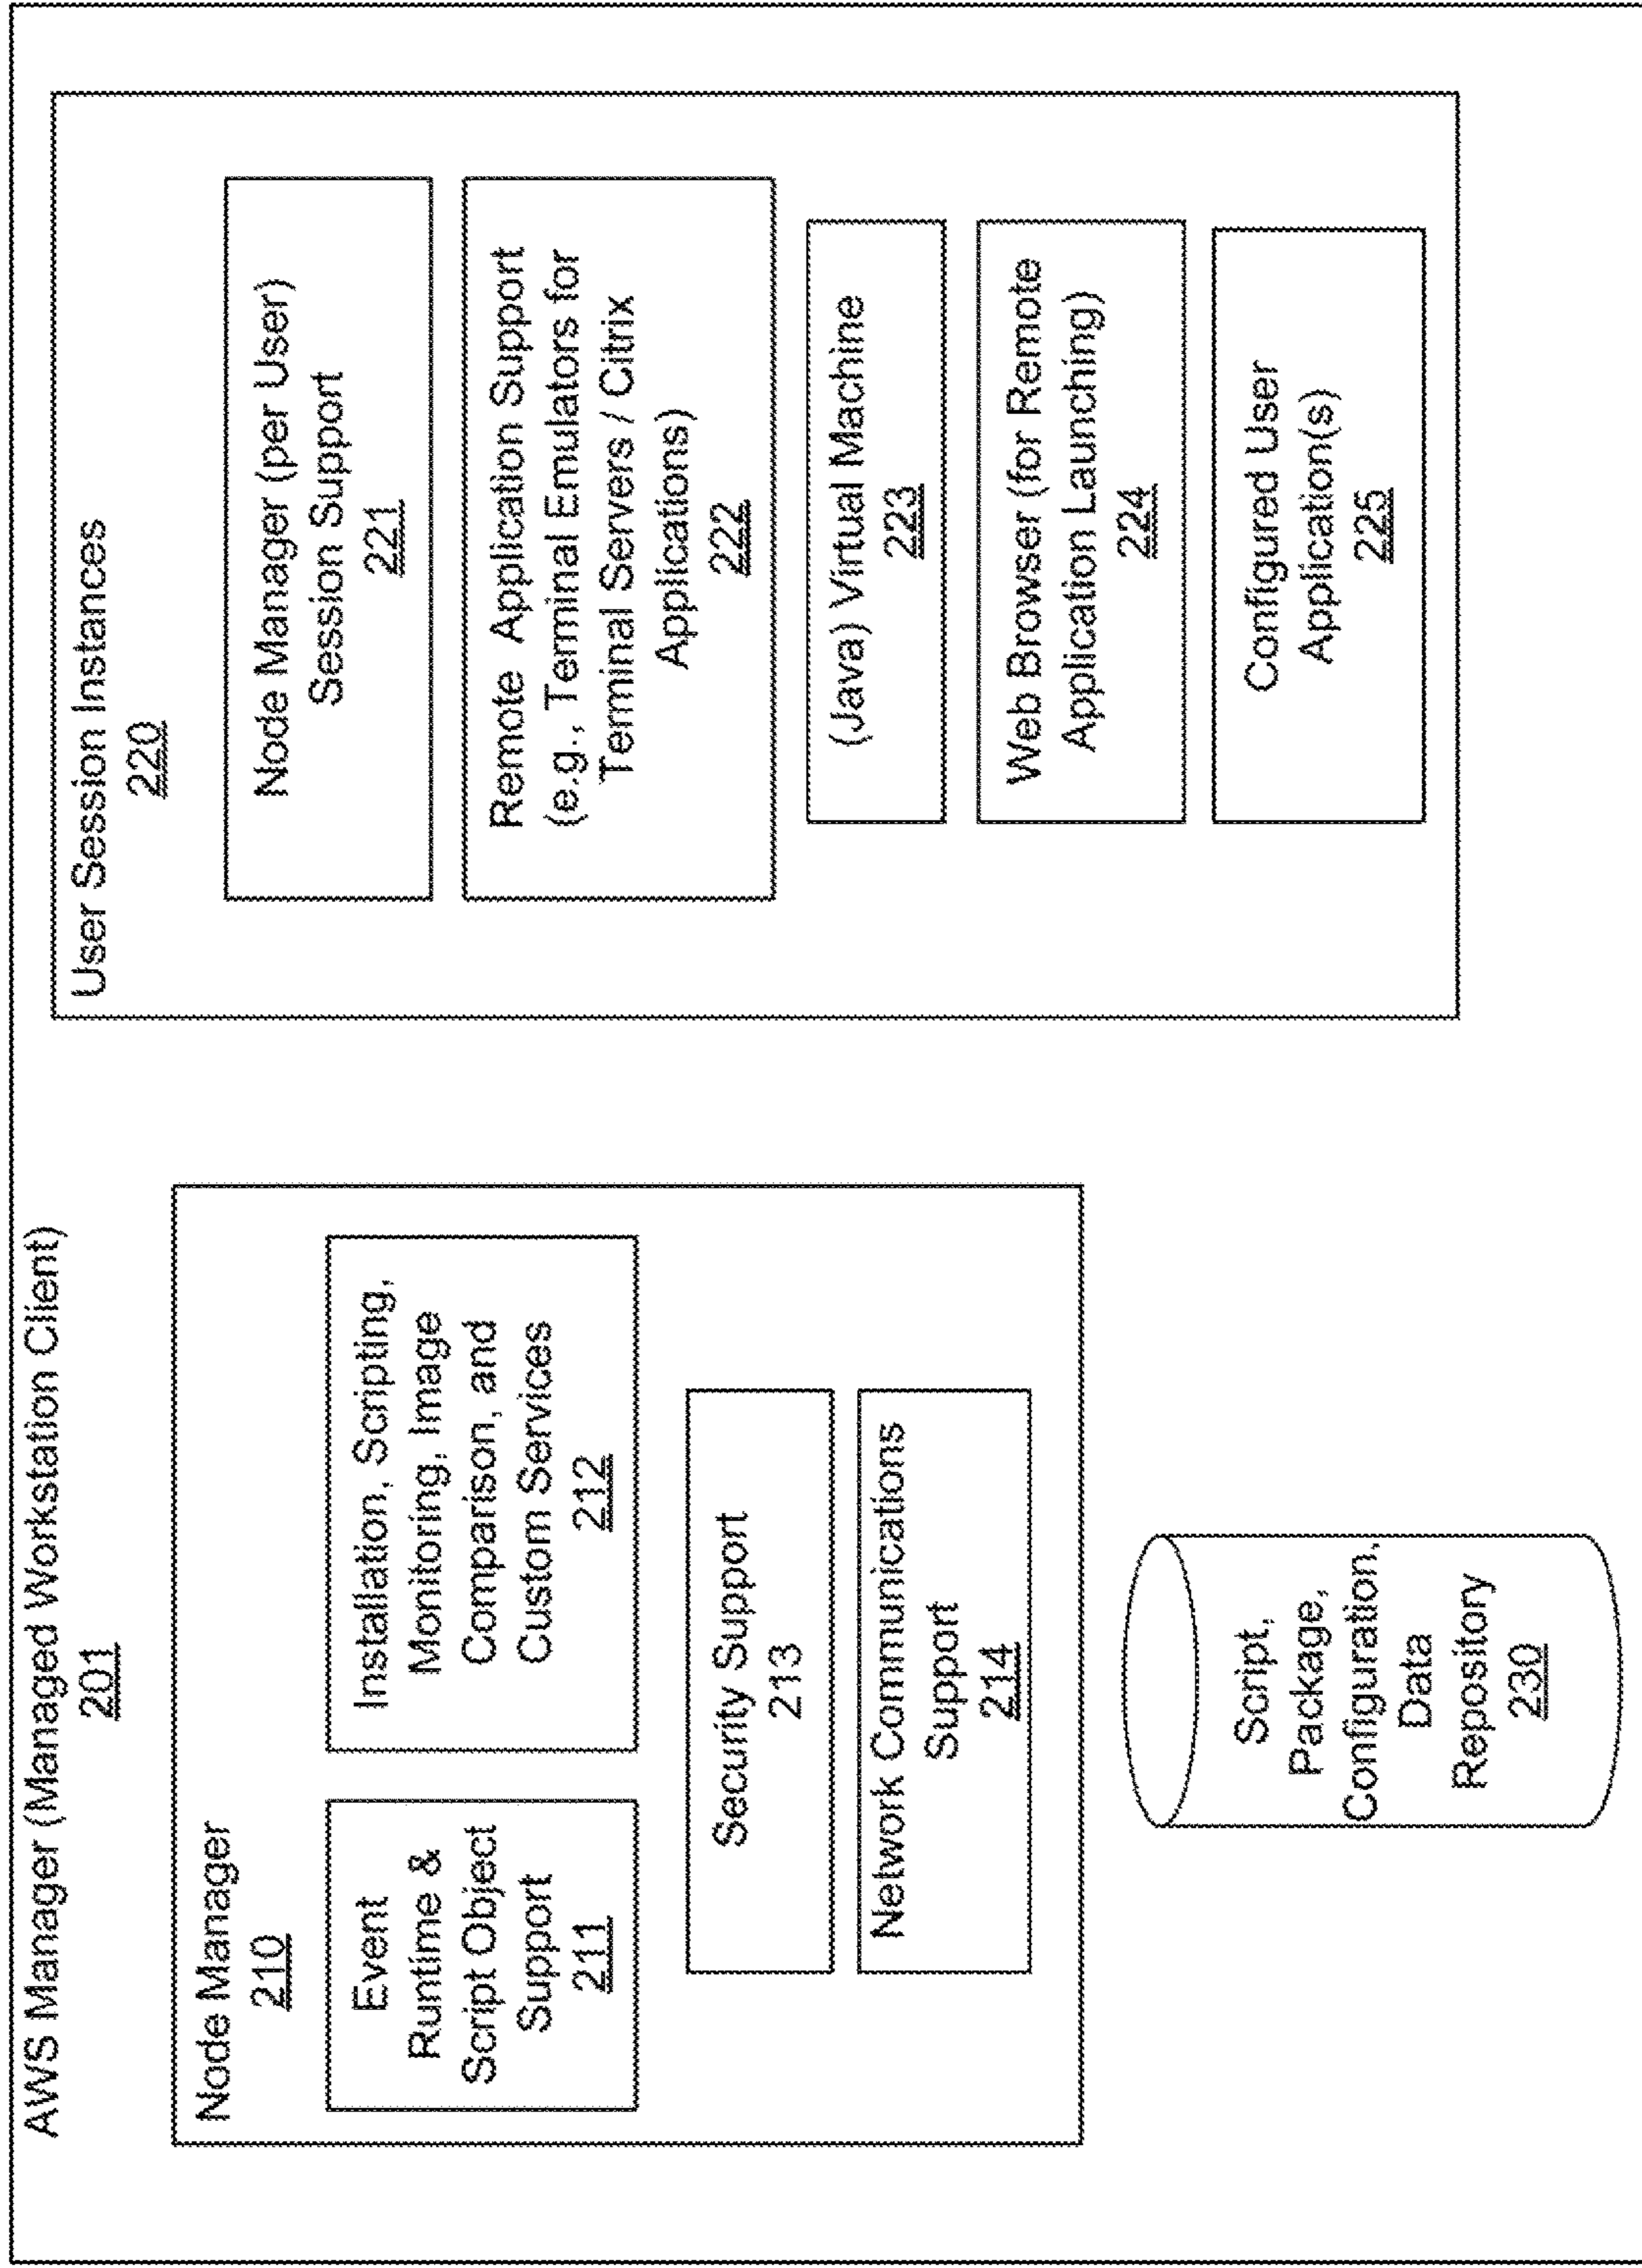 AWS Manager (Managed Workstation Client)
201
Node Manager
210
Event
Runtime &
Script Object
Support
211
Installation, Scripting,
Monitoring, Image
Comparison, and
Custom Services
212
Security Support
213
Network Communications
Support
214
Script,
Package,
Configuration,
Data
Repository
230
User Session Instances
220
Node Manager (per User)
Session Support
221
Remote Application Support
(e.g., Terminal Emulators for
Terminal Servers / Citrix
Applications)
222
(Java) Virtual Machine
223
Web Browser (for Remote
Application Launching)
224
Configured User
Application(s)
225